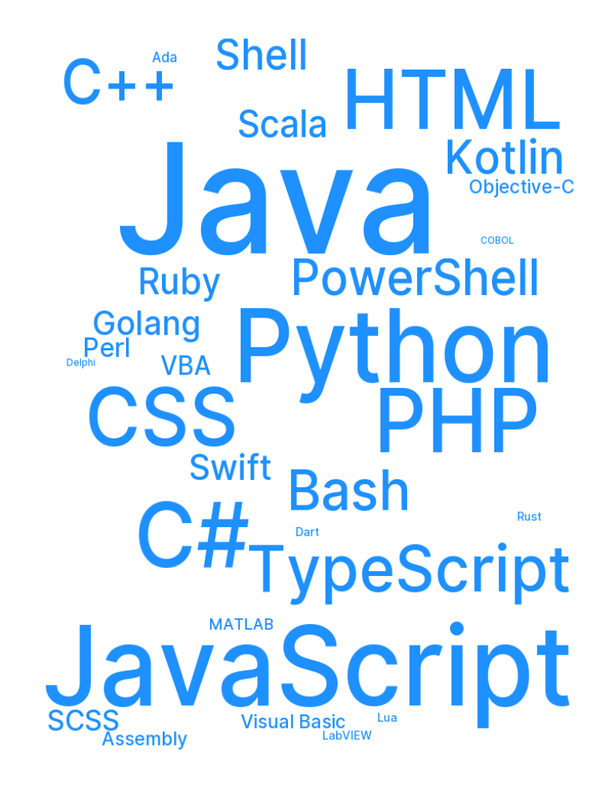 Shell
Ada
C++
HTML
Scala
Kotlin
Objective-C
Java
COBOL
Ruby
PowerShell
Golang
Python
Perl
Delphi
VBA
CSS
PHP
Swift
Bash
Rust
C#
Dart
TypeScript
MATLAB
JavaScript
SCSS
Visual Basic
Lua
Assembly
LabVIEW